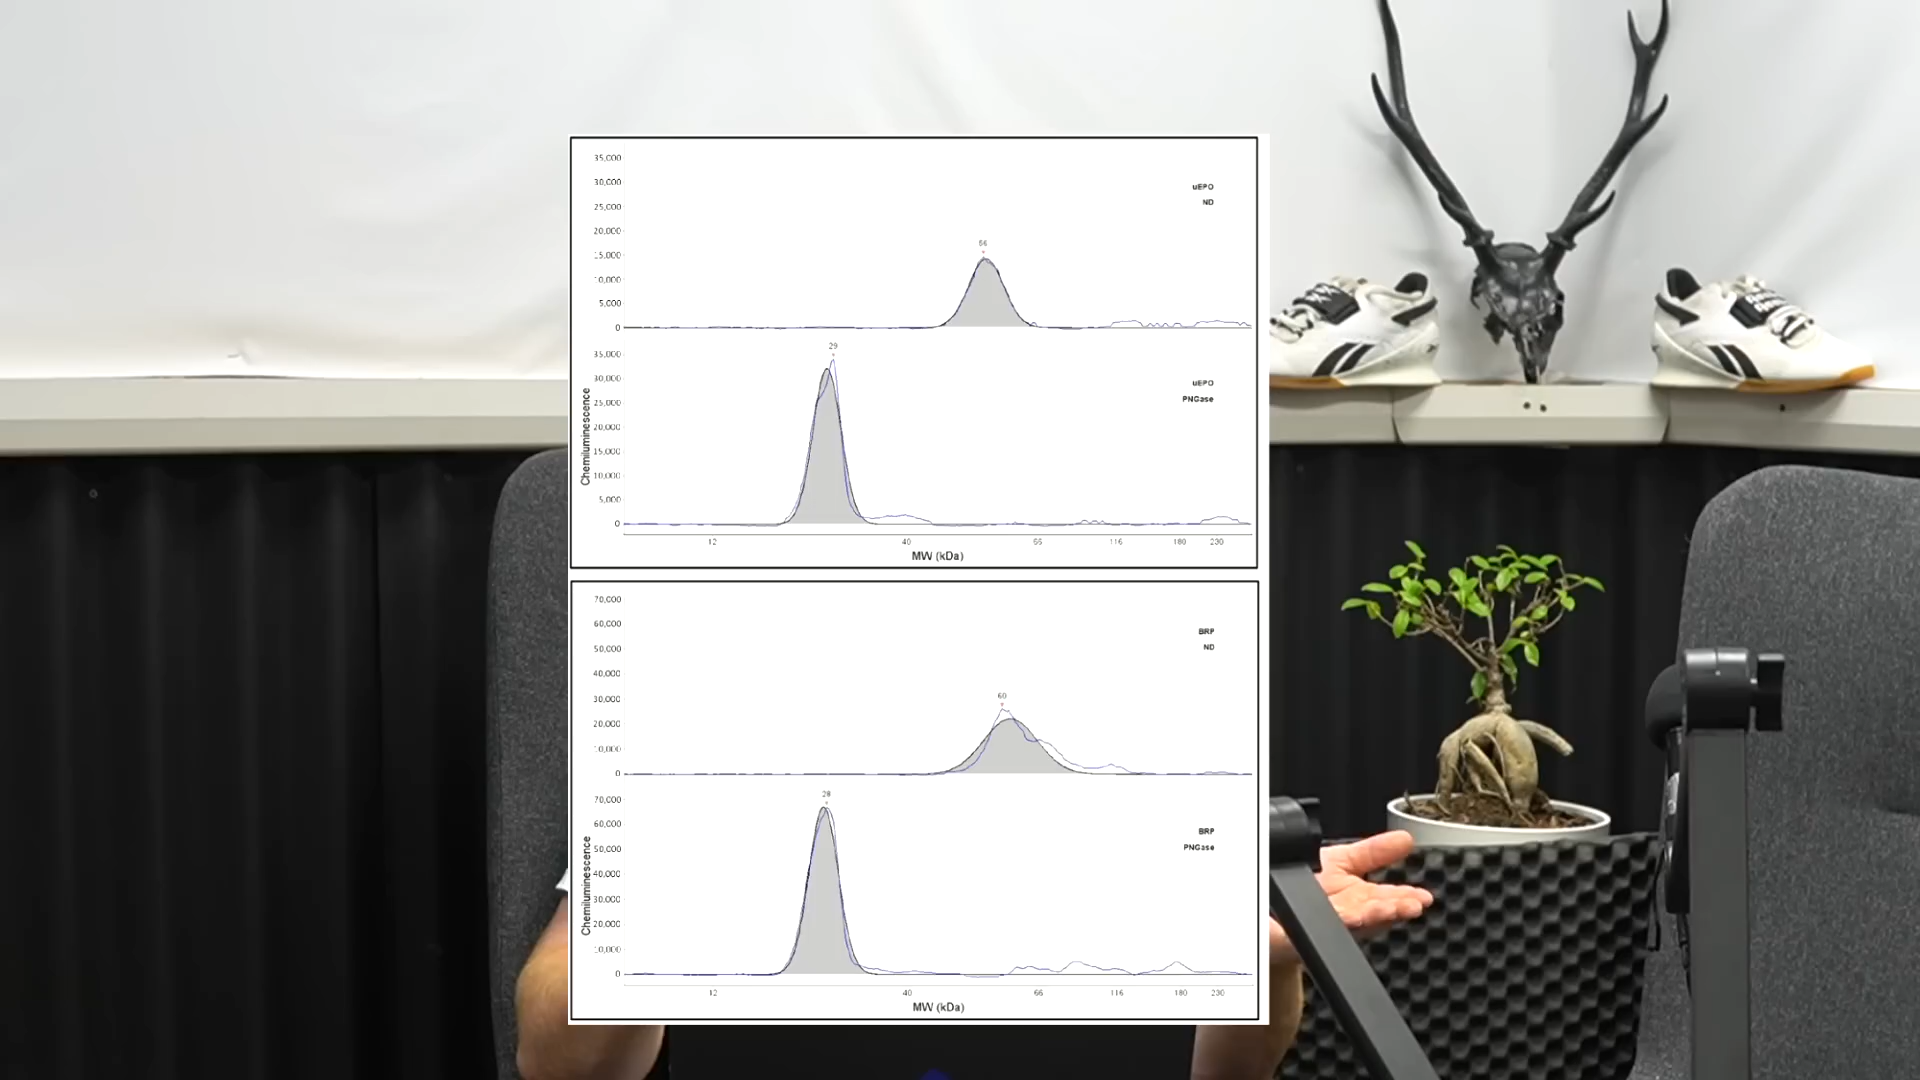 35,000
30,000
25,000
20,000
15,000
10,000
5,000
0
56
uEPO
ND
35,000
30,000
25,000
20,000
15,000
10,000
5,000
0
29
uEPO
PNGase
12 40 66 116 180 230
MW (kDa)
Chemiluminescence
70,000
60,000
50,000
40,000
30,000
20,000
10,000
0
60
BRP
ND
70,000
60,000
50,000
40,000
30,000
20,000
10,000
0
28
BRP
PNGase
12 40 66 116 180 230
MW (kDa)
Chemiluminescence